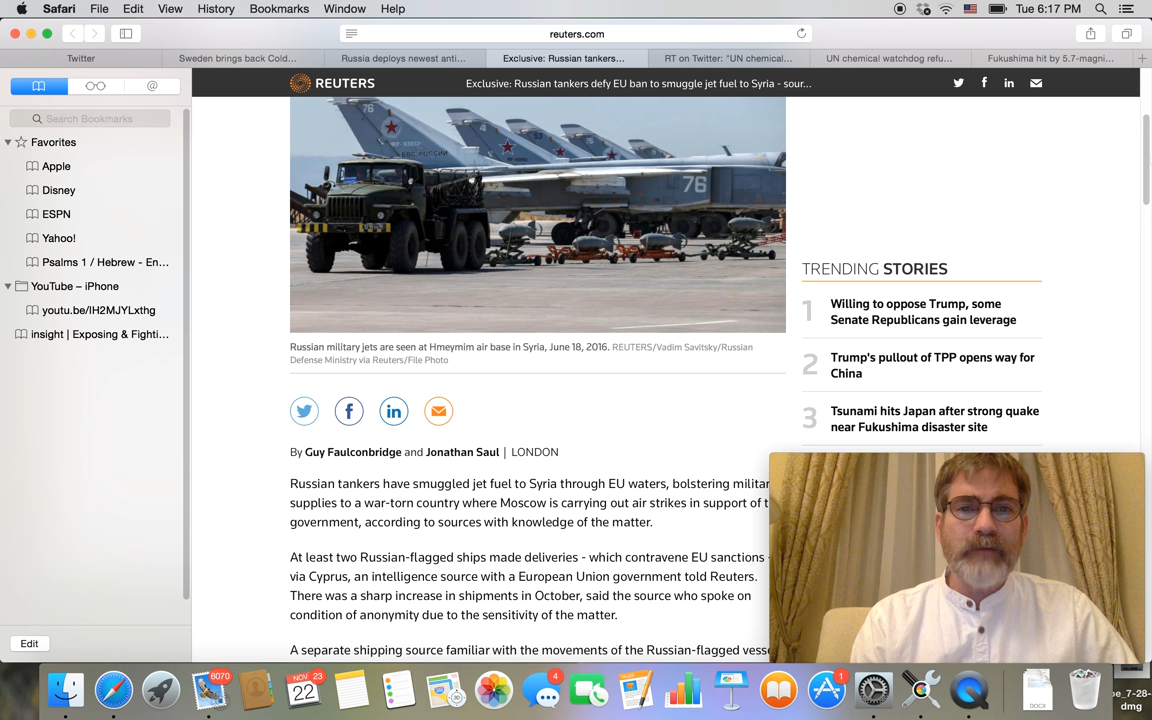 Safari File Edit View History Bookmarks Window Help
Tue 6:17 PM
reuters.com
Twitter
Sweden brings back Cold...
Russia deploys newest anti...
Exclusive: Russian tankers...
RT on Twitter: "UN chemical...
UN chemical watchdog refu...
Fukushima hit by 5.7-magni...
Search Bookmarks
Favorites
Apple
Disney
ESPN
Yahoo!
Psalms 1 / Hebrew - En...
YouTube – iPhone
youtu.be/IH2MJYLxthg
insight | Exposing & Fighti...
Edit
REUTERS
Exclusive: Russian tankers defy EU ban to smuggle jet fuel to Syria - sour...
76
ВВС РОССИИ
76
Russian military jets are seen at Hmeymim air base in Syria, June 18, 2016. REUTERS/Vadim Savitsky/Russian
Defense Ministry via Reuters/File Photo
By Guy Faulconbridge and Jonathan Saul | LONDON
Russian tankers have smuggled jet fuel to Syria through EU waters, bolstering militar
supplies to a war-torn country where Moscow is carrying out air strikes in support of t
government, according to sources with knowledge of the matter.
At least two Russian-flagged ships made deliveries - which contravene EU sanctions -
via Cyprus, an intelligence source with a European Union government told Reuters.
There was a sharp increase in shipments in October, said the source who spoke on
condition of anonymity due to the sensitivity of the matter.
A separate shipping source familiar with the movements of the Russian-flagged vesse
TRENDING STORIES
1 Willing to oppose Trump, some
Senate Republicans gain leverage
2 Trump's pullout of TPP opens way for
China
3 Tsunami hits Japan after strong quake
near Fukushima disaster site
6070
NOV 23
22
4
1
DOCX
pe_7-28-
dmg